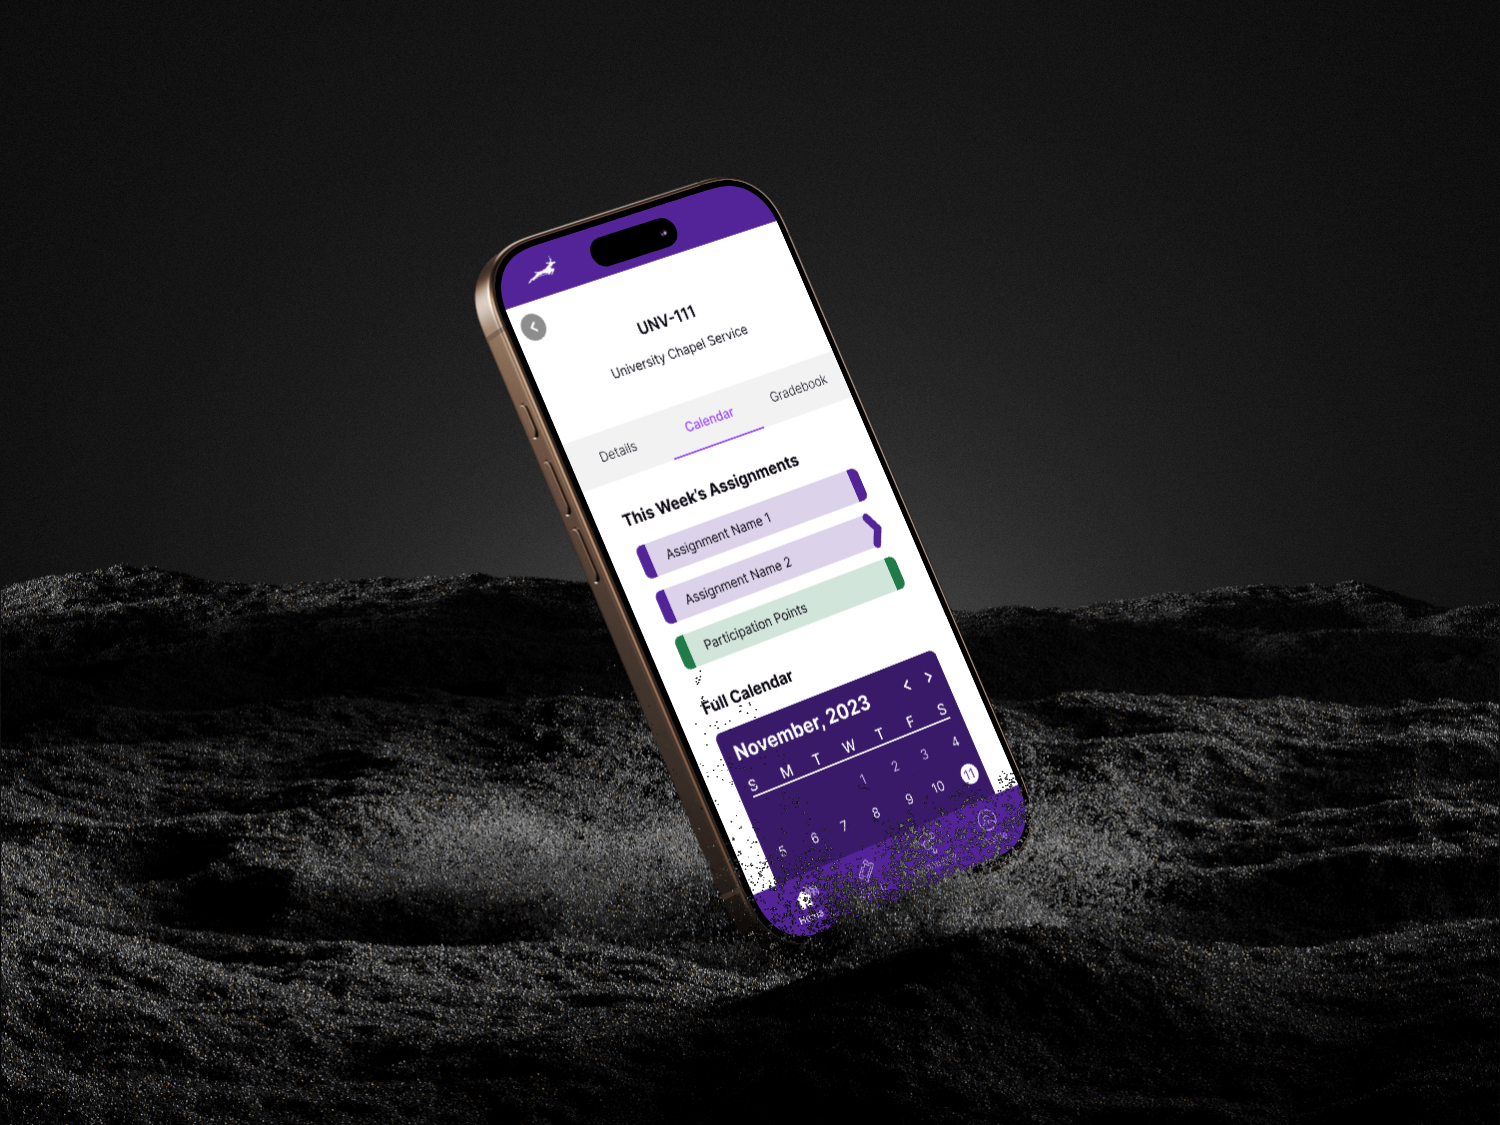 UNV-111
University Chapel Service
Details Calendar Gradebook
This Week's Assignments
Assignment Name 1
Assignment Name 2
Participation Points
Full Calendar
November, 2023
S M T W T F S
1 2 3 4
5 6 7 8 9 10 11